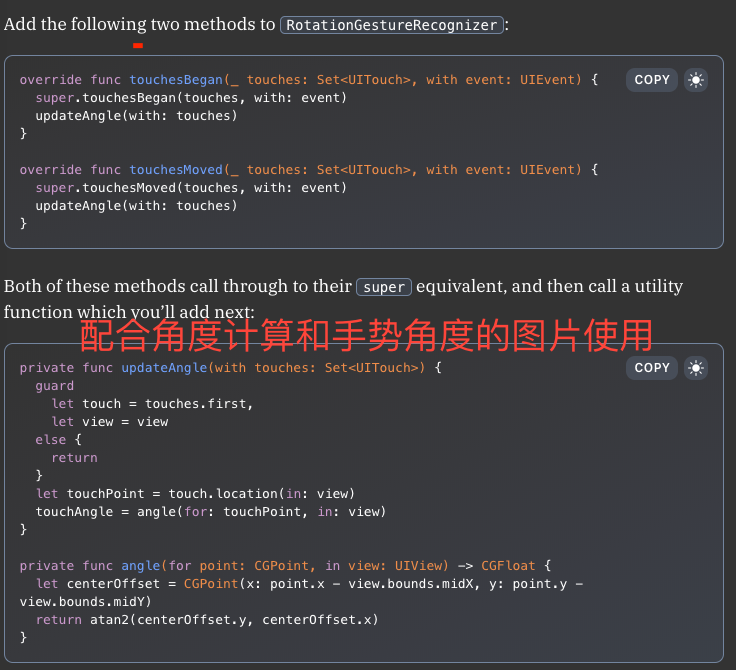 Add the following two methods to RotationGestureRecognizer:
override func touchesBegan(_ touches: Set<UITouch>, with event: UIEvent) {
COPY
super.touchesBegan(touches, with: event)
updateAngle(with: touches)
}
override func touchesMoved(_ touches: Set<UITouch>, with event: UIEvent) {
super.touchesMoved(touches, with: event)
updateAngle(with: touches)
}
Both of these methods call through to their super equivalent, and then call a utility
function which you’ll add next:
配合角度计算和手势角度的图片使用
private func updateAngle(with touches: Set<UITouch>) {
COPY
guard
let touch = touches.first,
let view = view
else {
return
}
let touchPoint = touch.location(in: view)
touchAngle = angle(for: touchPoint, in: view)
}
private func angle(for point: CGPoint, in view: UIView) -> CGFloat {
let centerOffset = CGPoint(x: point.x - view.bounds.midX, y: point.y -
view.bounds.midY)
return atan2(centerOffset.y, centerOffset.x)
}